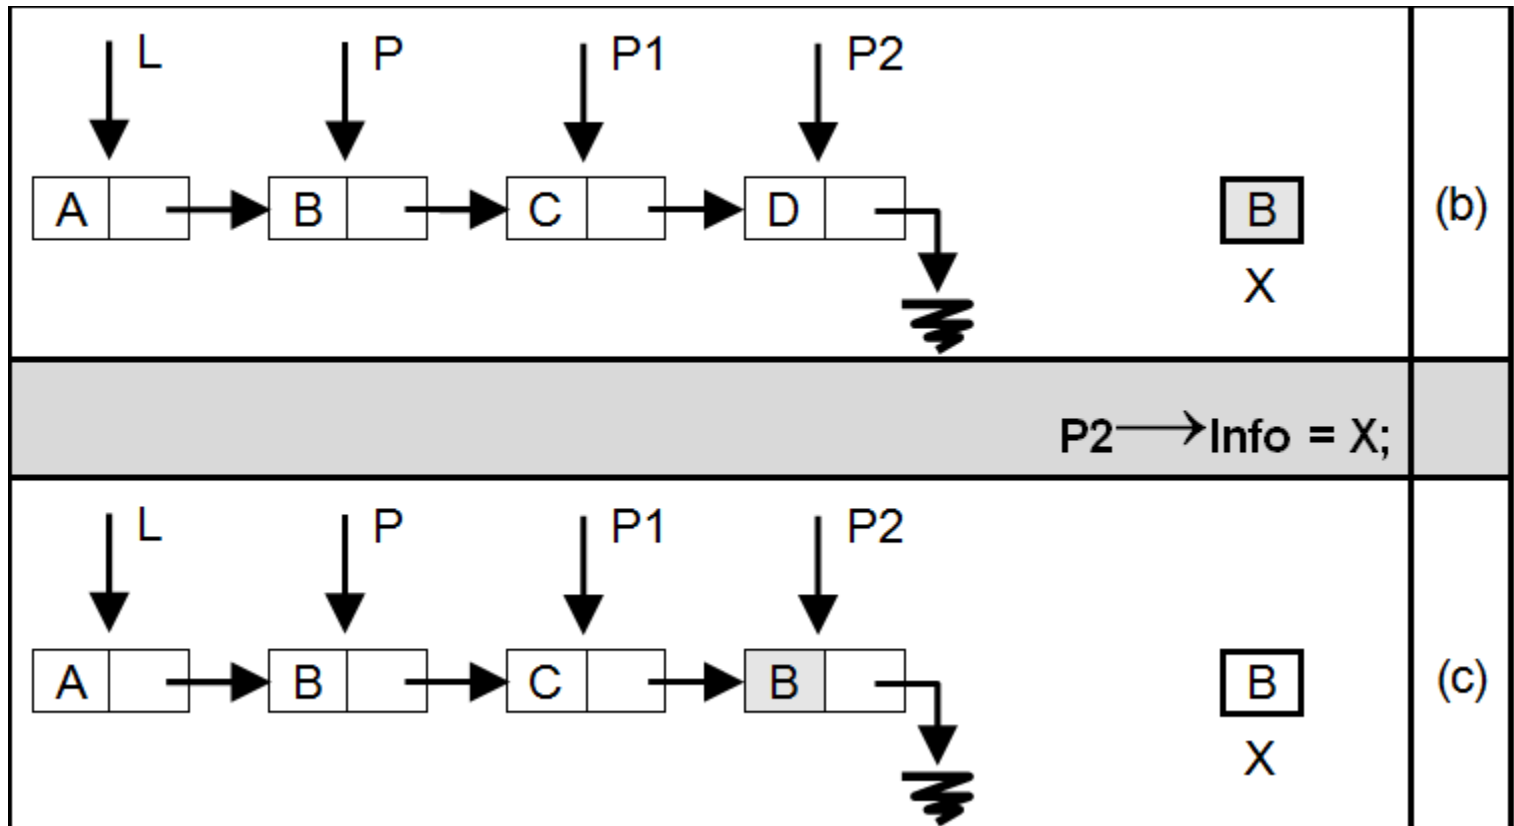 L P P1 P2
A B C D B (b)
X
P2⟶Info = X;
L P P1 P2
A B C B B (c)
X